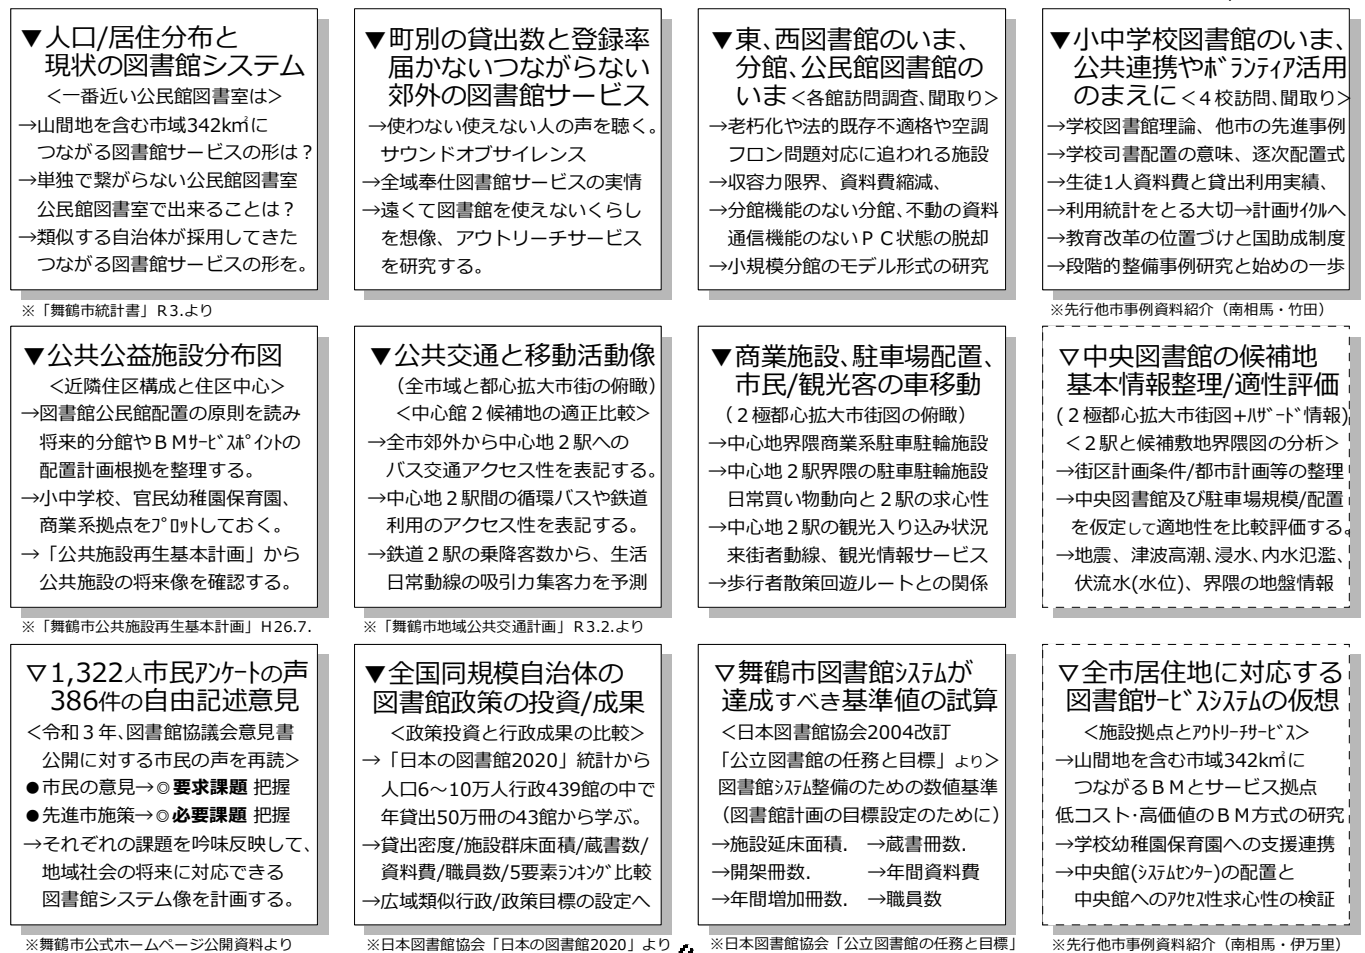 ▼人口/居住分布と
現状の図書館システム
＜一番近い公民館図書室は＞
→山間地を含む市域342k㎡に
つながる図書館サービスの形は？
→単独で繋がらない公民館図書室
公民館図書室で出来ることは？
→類似する自治体が採用してきた
つながる図書館サービスの形を。
※「舞鶴市統計書」R3.より
▼町別の貸出数と登録率
届かないつながらない
郊外の図書館サービス
→使わない使えない人の声を聴く。
サウンドオブサイレンス
→全域奉仕図書館サービスの実情
→遠くて図書館を使えないくらし
を想像、アウトリーチサービス
を研究する。
▼東、西図書館のいま、
分館、公民館図書館の
いま＜各館訪問調査、聞取り＞
→老朽化や法的既存不適格や空調
フロン問題対応に追われる施設
→収容力限界、資料費縮減、
→分館機能のない分館、不動の資料
通信機能のないＰＣ状態の脱却
→小規模分館のモデル形式の研究
▼小中学校図書館のいま、
公共連携やﾎﾞﾗﾝﾃｨｱ活用
のまえに＜４校訪問、聞取り＞
→学校図書館理論、他市の先進事例
→学校司書配置の意味、逐次配置式
→生徒1人資料費と貸出利用実績、
→利用統計をとる大切→計画ｻｲｸﾙへ
→教育改革の位置づけと国助成制度
→段階的整備事例研究と始めの一歩
※先行他市事例資料紹介（南相馬・竹田）
▼公共公益施設分布図
＜近隣住区構成と住区中心＞
→図書館公民館配置の原則を読み
将来的分館やＢＭｻｰﾋﾞｽﾎﾟｲﾝﾄの
配置計画根拠を整理する。
→小中学校、官民幼稚園保育園、
商業系拠点をﾌﾟﾛｯﾄしておく。
→「公共施設再生基本計画」から
公共施設の将来像を確認する。
※「舞鶴市公共施設再生基本計画」H26.7.
▼公共交通と移動活動像
（全市域と都心拡大市街の俯瞰）
＜中心館２候補地の適正比較＞
→全市郊外から中心地２駅への
バス交通アクセス性を表記する。
→中心地２駅間の循環バスや鉄道
利用のアクセス性を表記する。
→鉄道２駅の乗降客数から、生活
日常動線の吸引力集客力を予測
※「舞鶴市地域公共交通計画」R3.2.より
▼商業施設、駐車場配置、
市民/観光客の車移動
（２極都心拡大市街図の俯瞰）
→中心地界隈商業系駐車駐輪施設
→中心地２駅界隈の駐車駐輪施設
日常買い物動向と２駅の求心性
→中心地２駅の観光入り込み状況
来街者動線、観光情報サービス
→歩行者散策回遊ルートとの関係
▽中央図書館の候補地
基本情報整理/適性評価
(２極都心拡大市街図+ﾊｻﾞｰﾄﾞ情報)
＜２駅と候補敷地界隈図の分析＞
→街区計画条件/都市計画等の整理
→中央図書館及び駐車場規模/配置
を仮定して適地性を比較評価する。
→地震、津波高潮、浸水、内水氾濫、
伏流水(水位)、界隈の地盤情報
▽1,322人市民ｱﾝｹｰﾄの声
386件の自由記述意見
＜令和３年、図書館協議会意見書
公開に対する市民の声を再読＞
●市民の意見→◎要求課題 把握
●先進市施策→◎必要課題 把握
→それぞれの課題を吟味反映して、
地域社会の将来に対応できる
図書館システム像を計画する。
※舞鶴市公式ホームページ公開資料より
▼全国同規模自治体の
図書館政策の投資/成果
＜政策投資と行政成果の比較＞
→「日本の図書館2020」統計から
人口6～10万人行政439館の中で
年貸出50万冊の43館から学ぶ。
→貸出密度/施設群床面積/蔵書数/
資料費/職員数/5要素ﾗﾝｷﾝｸﾞ比較
→広域類似行政/政策目標の設定へ
※日本図書館協会「日本の図書館2020」より
▽舞鶴市図書館ｼｽﾃﾑが
達成すべき基準値の試算
＜日本図書館協会2004改訂
「公立図書館の任務と目標」より＞
図書館ｼｽﾃﾑ整備のための数値基準
（図書館計画の目標設定のために）
→施設延床面積. →蔵書冊数.
→開架冊数. →年間資料費
→年間増加冊数. →職員数
※日本図書館協会「公立図書館の任務と目標」
▽全市居住地に対応する
図書館ｻｰﾋﾞｽｼｽﾃﾑの仮想
＜施設拠点とｱｳﾄﾘｰﾁｻｰﾋﾞｽ＞
→山間地を含む市域342k㎡に
つながるＢＭとサービス拠点
低コスト･高価値のＢＭ方式の研究
→学校幼稚園保育園への支援連携
→中央館(ｼｽﾃﾑｾﾝﾀｰ)の配置と
中央館へのｱｸｾｽ性求心性の検証
※先行他市事例資料紹介（南相馬・伊万里）